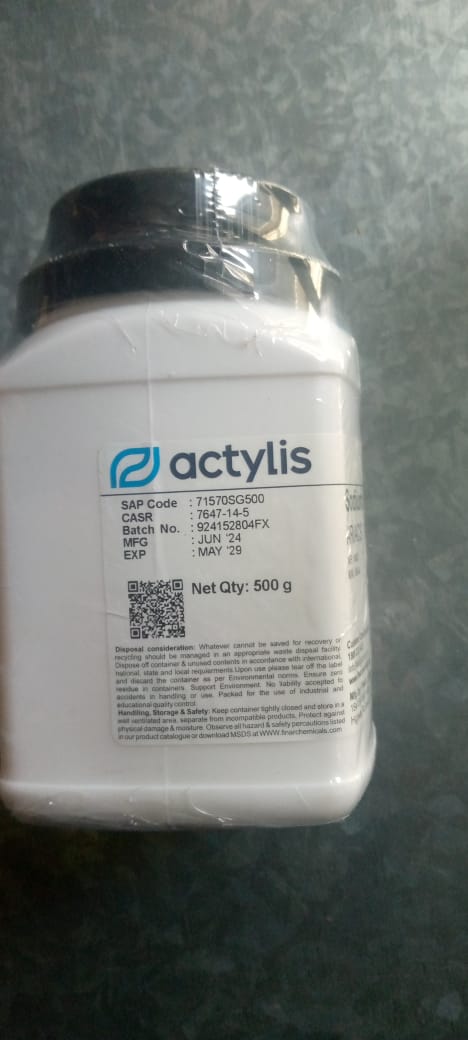 actylis
SAP Code : 71570SG500
CASR : 7647-14-5
Batch No. : 924152804FX
MFG : JUN '24
EXP : MAY '29
Net Qty: 500 g
Disposal consideration: Whatever cannot be saved for recovery or
recycling should be managed in an appropriate waste dispaal facility.
Dispose off container & unused contents in accordance with international,
national, state and local requirements.Upon use please tear off the label
and discard the container as per Environmental norms. Ensure zero
residue in containers. Support Environment. No liability accepted to
accidents in handling or use. Packed for the use of industrial and
educational quality control.
Handling, Storage & Safety: Keep container tightly closed and store in a
well ventilated area, separate from incompatible products, Protect against
physical damage & moisture. Observe all hazard & safety percautions listed
in our product catalogue or download MSDS at WWW.finarchemicals.com